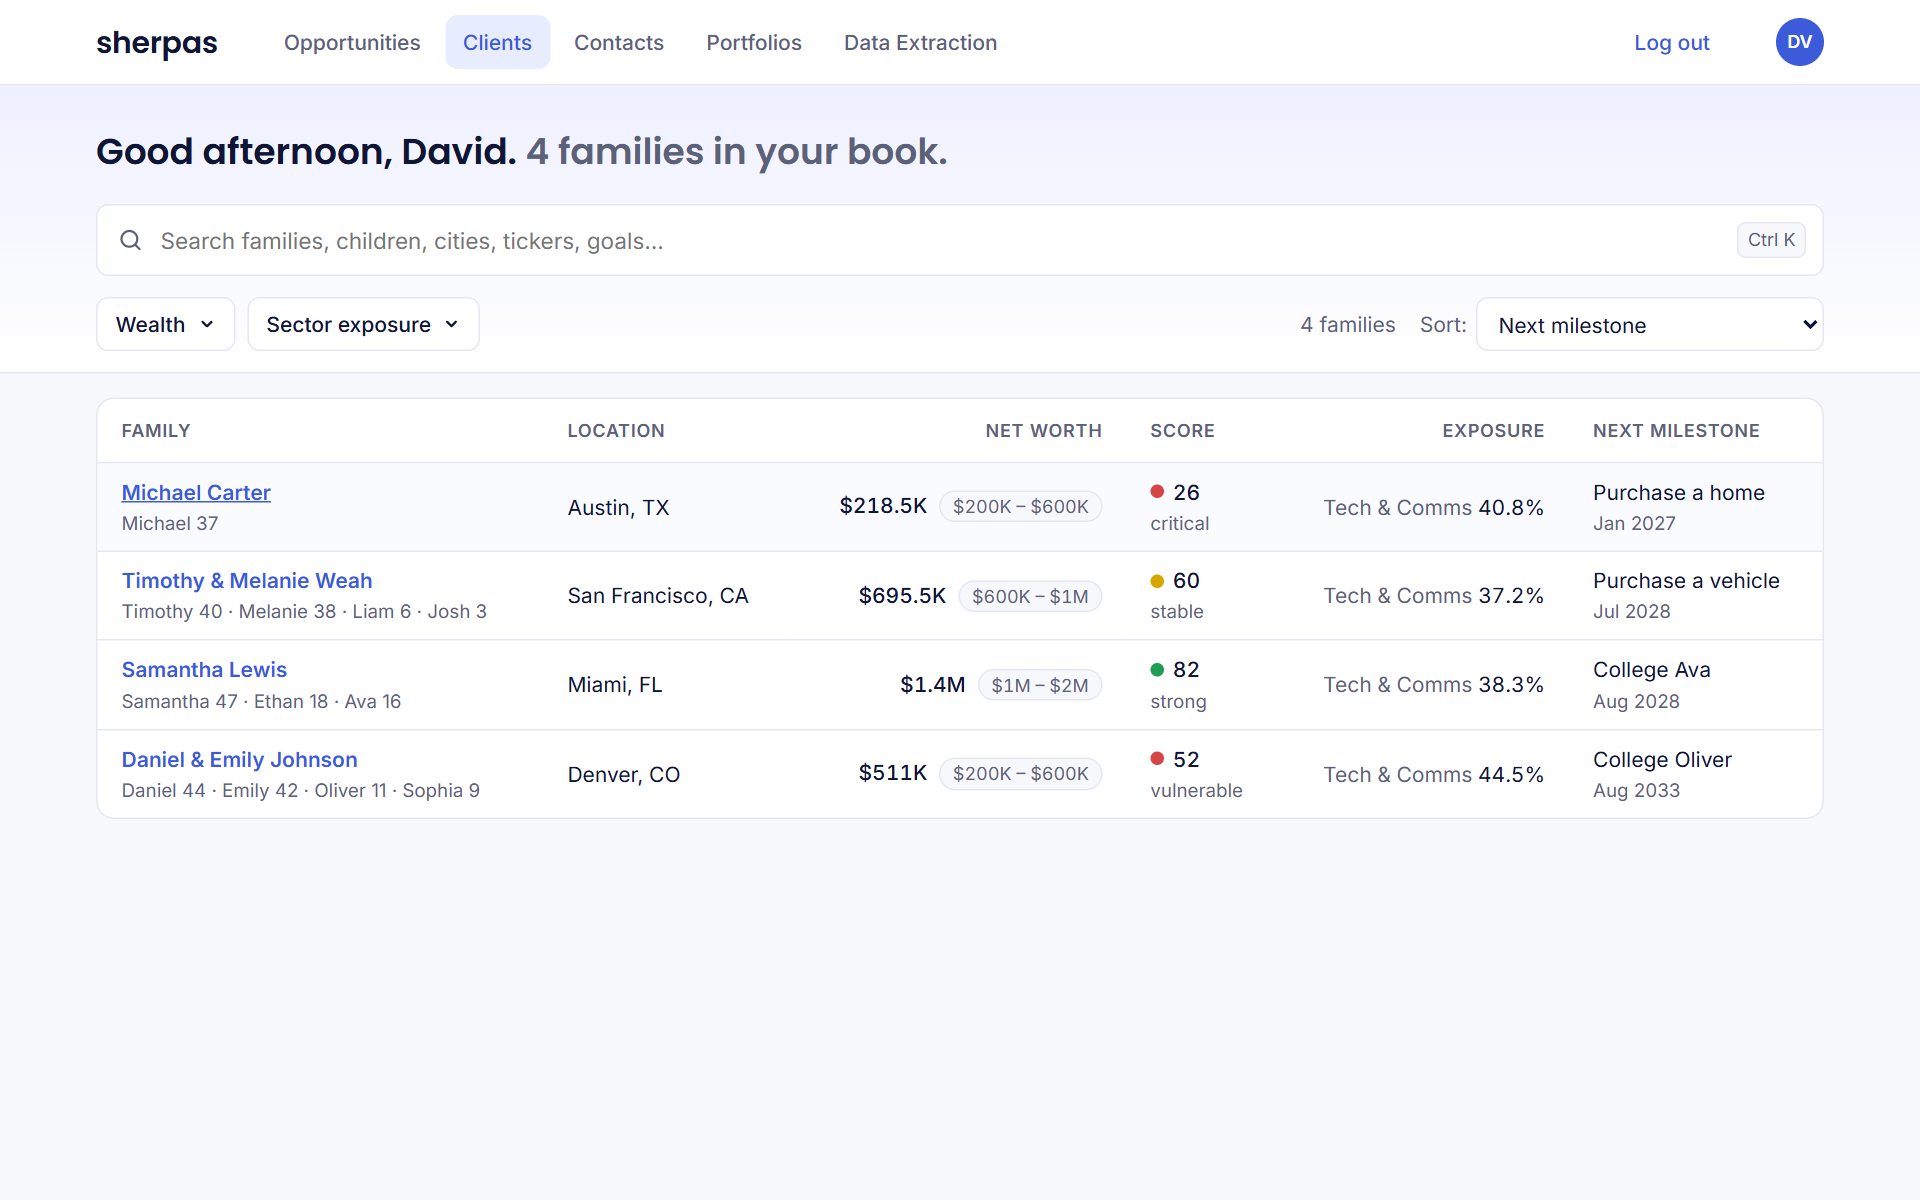 sherpas Opportunities Clients Contacts Portfolios Data Extraction Log out DV
Good afternoon, David. 4 families in your book.
Search families, children, cities, tickers, goals... Ctrl K
Wealth Sector exposure 4 families Sort: Next milestone
FAMILY LOCATION NET WORTH SCORE EXPOSURE NEXT MILESTONE
Michael Carter Austin, TX $218.5K $200K – $600K 26 Tech & Comms 40.8% Purchase a home
Michael 37 critical Jan 2027
Timothy & Melanie Weah San Francisco, CA $695.5K $600K – $1M 60 Tech & Comms 37.2% Purchase a vehicle
Timothy 40 · Melanie 38 · Liam 6 · Josh 3 stable Jul 2028
Samantha Lewis Miami, FL $1.4M $1M – $2M 82 Tech & Comms 38.3% College Ava
Samantha 47 · Ethan 18 · Ava 16 strong Aug 2028
Daniel & Emily Johnson Denver, CO $511K $200K – $600K 52 Tech & Comms 44.5% College Oliver
Daniel 44 · Emily 42 · Oliver 11 · Sophia 9 vulnerable Aug 2033